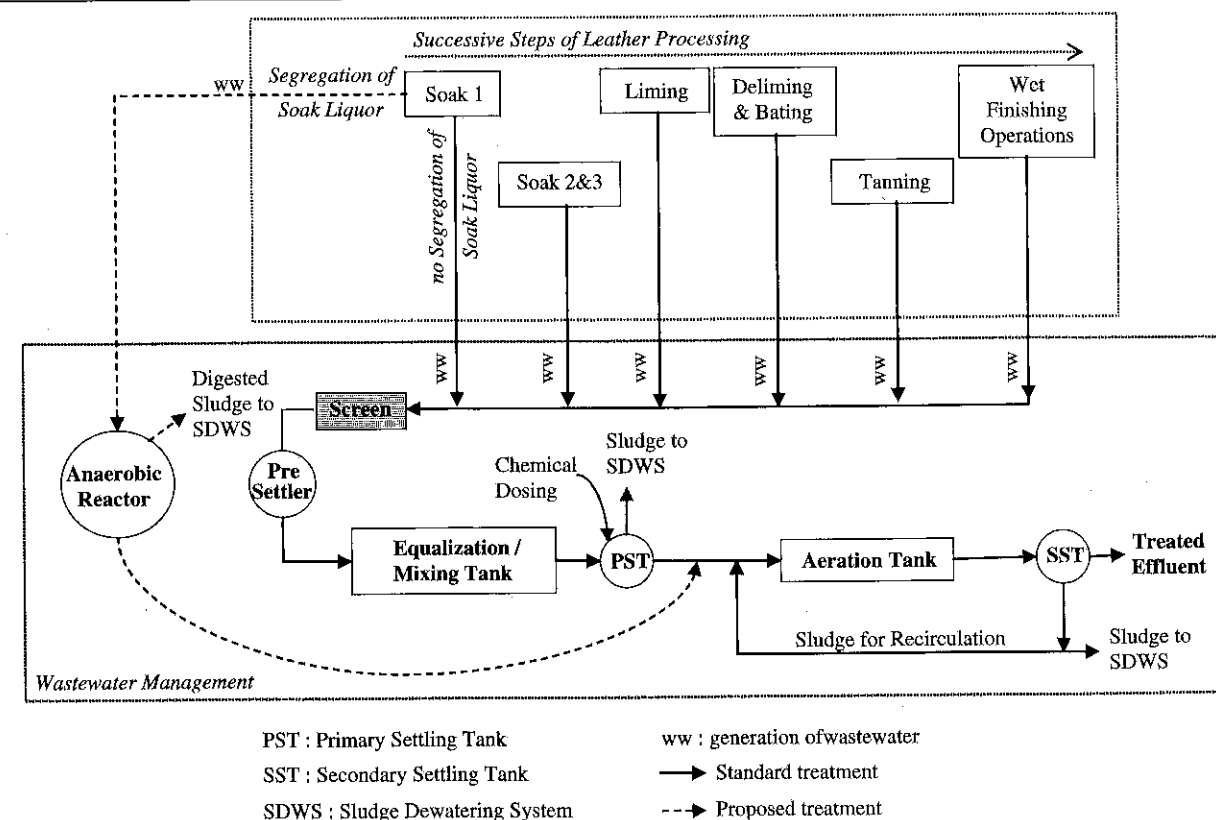 Successive Steps of Leather Processing
ww
Segregation of
Soak Liquor
Soak 1
Liming
Deliming
& Bating
Wet
Finishing
Operations
no Segregation of
Soak Liquor
Soak 2&3
Tanning
ww
ww
ww
ww
ww
ww
Digested
Sludge to
SDWS
Screen
Anaerobic
Reactor
Pre
Settler
Chemical
Dosing
Sludge to
SDWS
Equalization /
Mixing Tank
PST
Aeration Tank
SST
Treated
Effluent
Sludge for Recirculation
Sludge to
SDWS
Wastewater Management
PST : Primary Settling Tank
ww : generation ofwastewater
SST : Secondary Settling Tank
Standard treatment
SDWS : Sludge Dewatering System
Proposed treatment